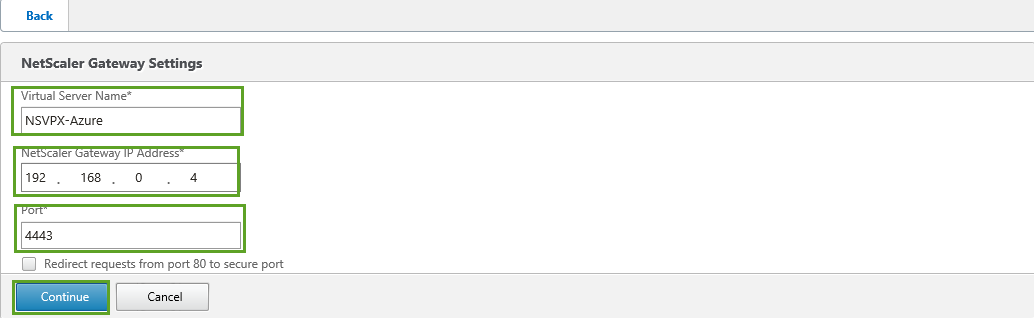 Back
NetScaler Gateway Settings
Virtual Server Name*
NSVPX-Azure
NetScaler Gateway IP Address*
192 . 168 . 0 . 4
Port*
4443
Redirect requests from port 80 to secure port
Continue Cancel